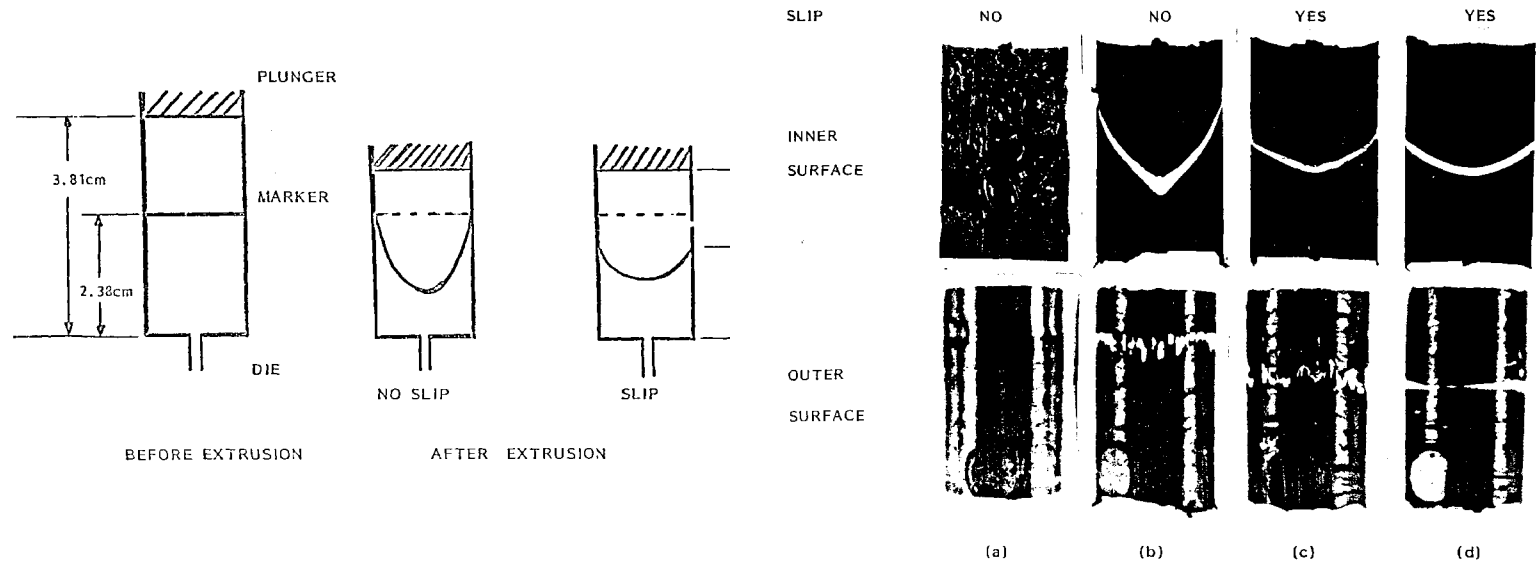 PLUNGER
3.81cm
MARKER
2.38cm
DIE
NO SLIP
SLIP
BEFORE EXTRUSION
AFTER EXTRUSION
SLIP NO NO YES YES
INNER
SURFACE
OUTER
SURFACE
(a) (b) (c) (d)